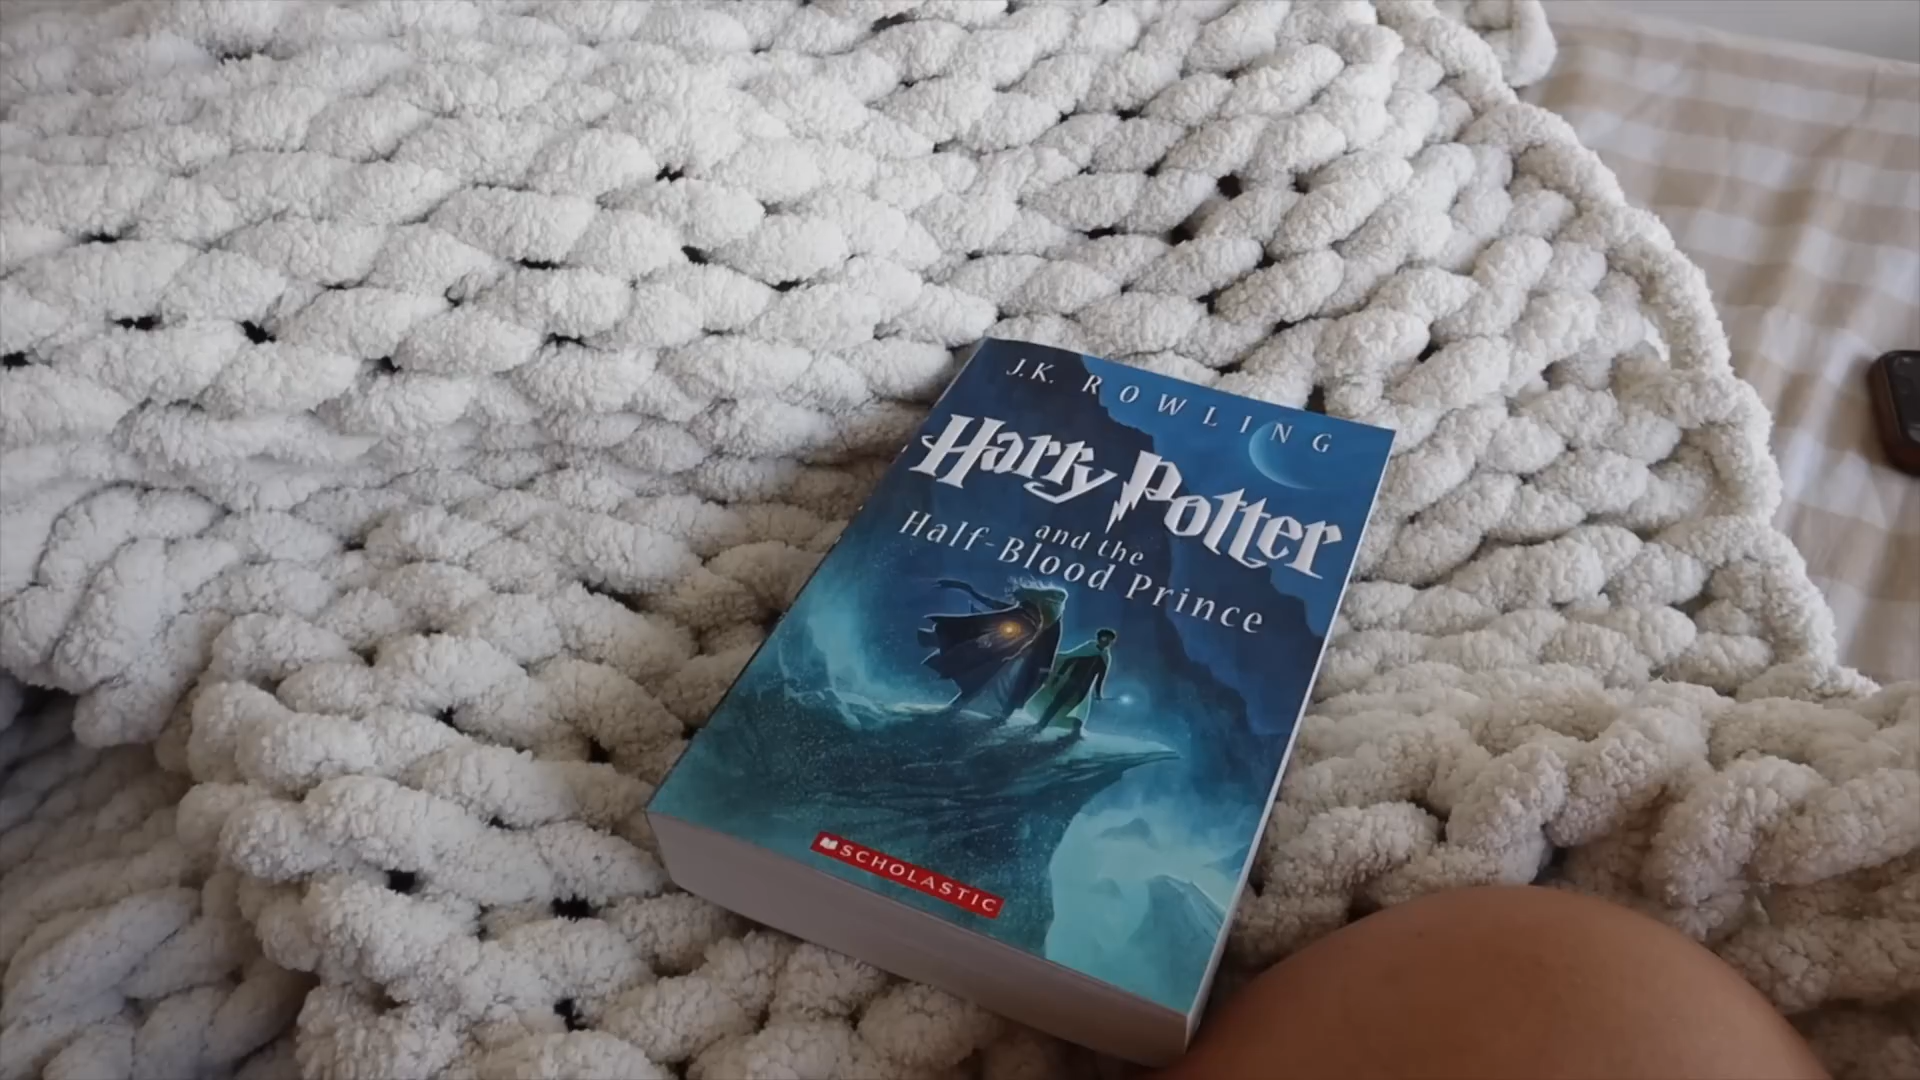 J.K. ROWLING
Harry Potter
and the
Half-Blood Prince
SCHOLASTIC